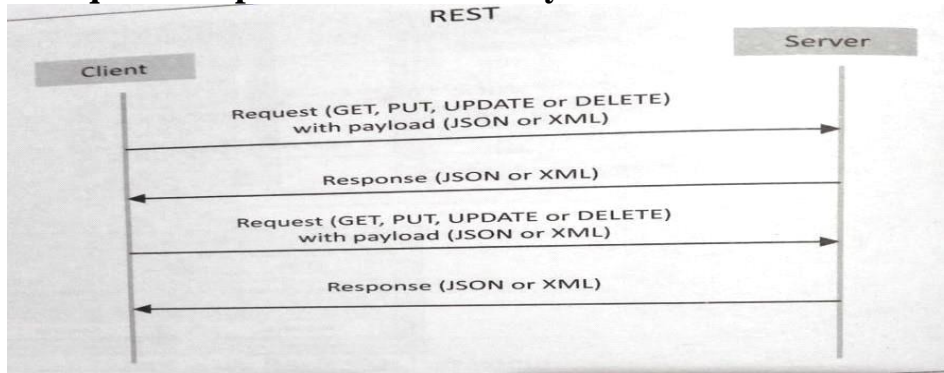 REST
Server
Client
Request (GET, PUT, UPDATE or DELETE)
with payload (JSON or XML)
Response (JSON or XML)
Request (GET, PUT, UPDATE or DELETE)
with payload (JSON or XML)
Response (JSON or XML)